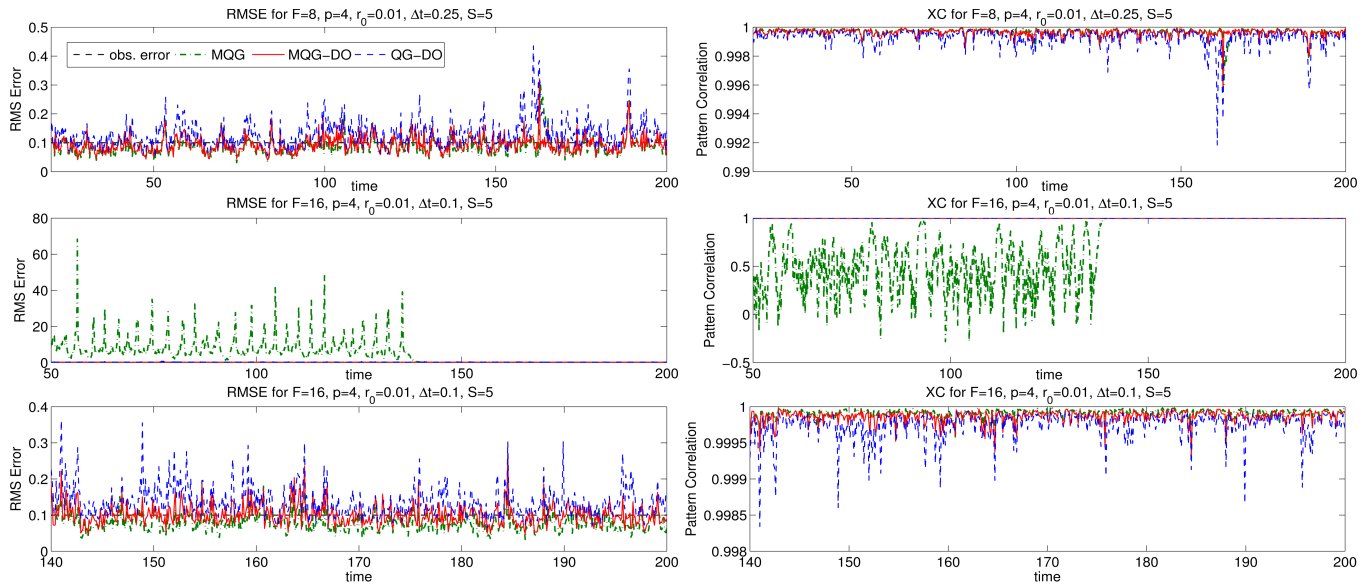 RMSE for F=8, p=4, r0=0.01, Δt=0.25, S=5
0.5
0.4
0.3
0.2
0.1
0
RMS Error
obs. error MQG MQG−DO QG−DO
50 100 150 200
time
XC for F=8, p=4, r0=0.01, Δt=0.25, S=5
1
0.998
0.996
0.994
0.992
0.99
Pattern Correlation
50 100 150 200
time
RMSE for F=16, p=4, r0=0.01, Δt=0.1, S=5
80
60
40
20
0
RMS Error
50 100 150 200
time
XC for F=16, p=4, r0=0.01, Δt=0.1, S=5
1
0.5
0
−0.5
Pattern Correlation
50 100 150 200
time
RMSE for F=16, p=4, r0=0.01, Δt=0.1, S=5
0.4
0.3
0.2
0.1
0
RMS Error
140 150 160 170 180 190 200
time
XC for F=16, p=4, r0=0.01, Δt=0.1, S=5
1
0.9995
0.999
0.9985
0.998
Pattern Correlation
140 150 160 170 180 190 200
time